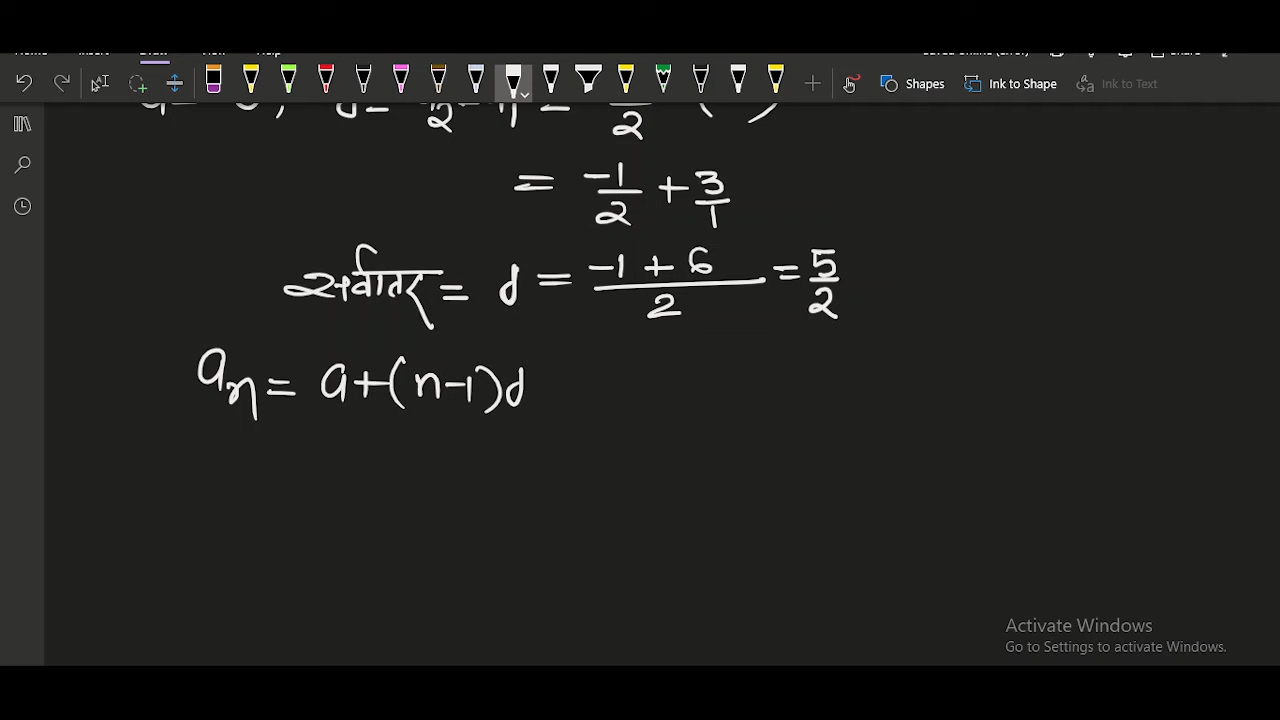 Shapes Ink to Shape Ink to Text
= -1/2 + 3/1
सर्वांतर = d = -1 + 6/2 = 5/2
aₙ = a+(n-1)d
Activate Windows
Go to Settings to activate Windows.